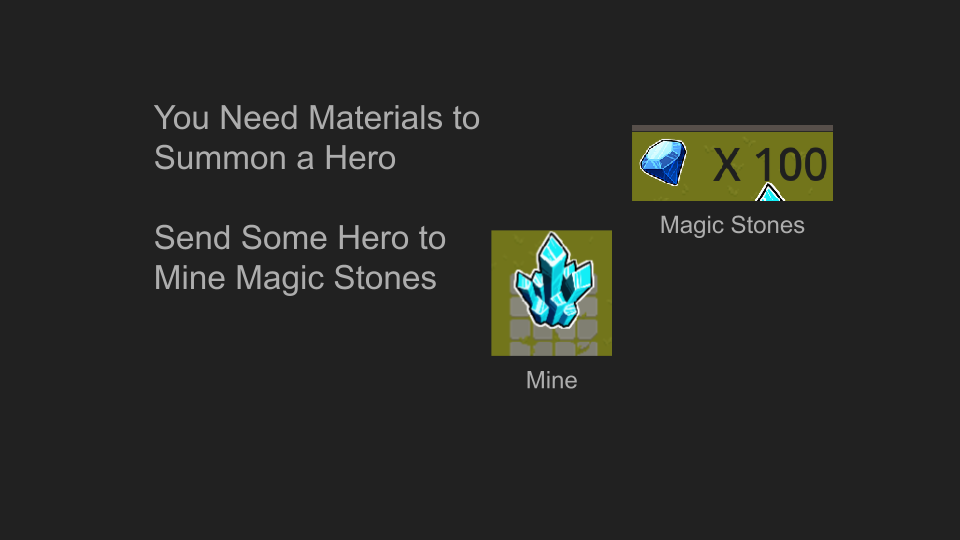 You Need Materials to
Summon a Hero
Send Some Hero to
Mine Magic Stones
X 100
Magic Stones
Mine